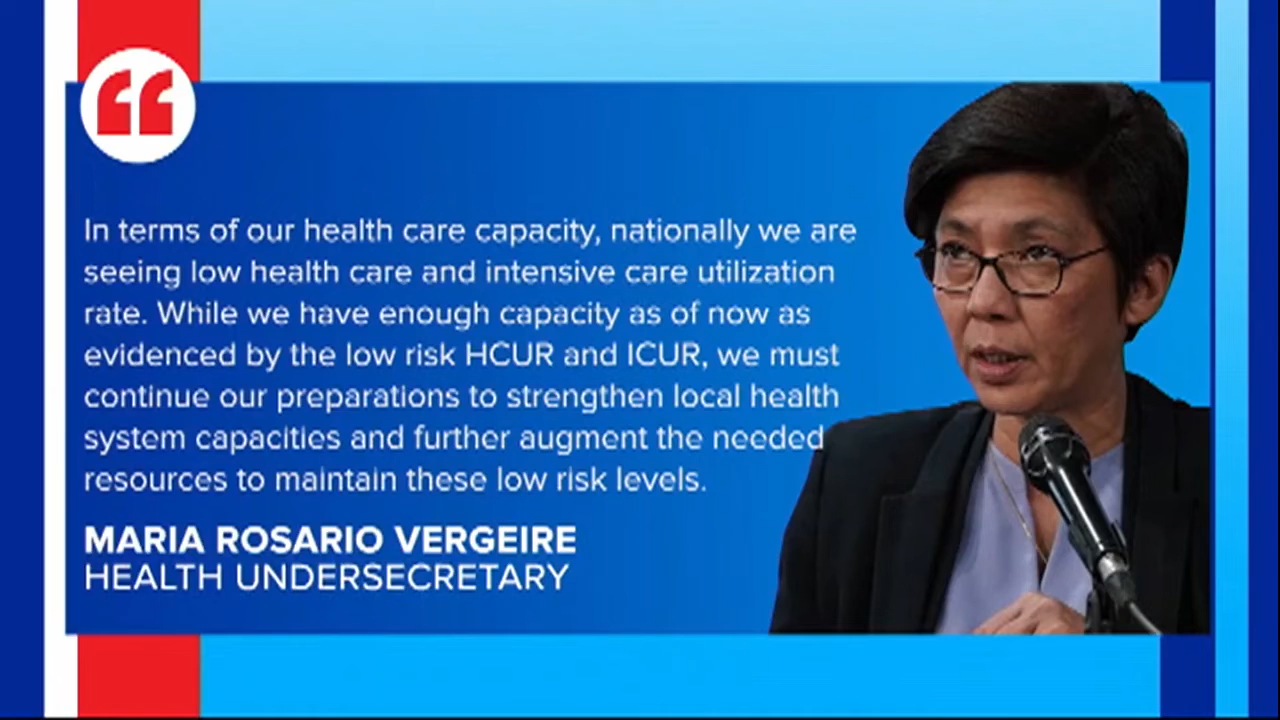 In terms of our health care capacity, nationally we are
seeing low health care and intensive care utilization
rate. While we have enough capacity as of now as
evidenced by the low risk HCUR and ICUR, we must
continue our preparations to strengthen local health
system capacities and further augment the needed
resources to maintain these low risk levels.
MARIA ROSARIO VERGEIRE
HEALTH UNDERSECRETARY